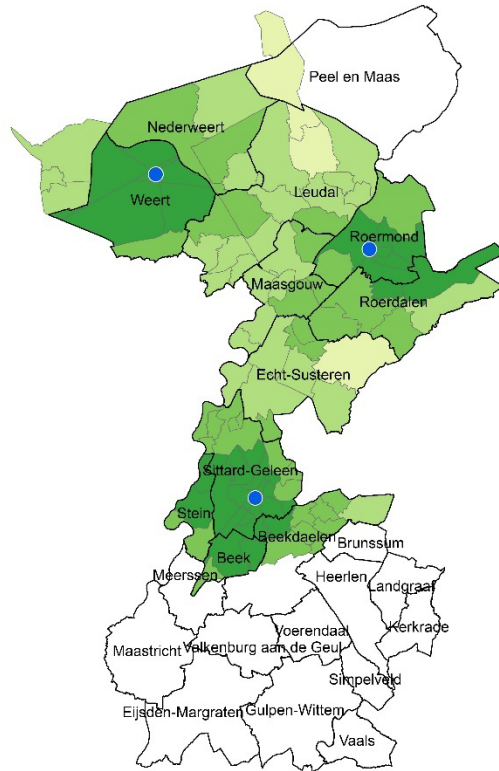 Peel en Maas
Nederweert
Weert
Leudal
Roermond
Maasgouw
Roerdalen
Echt-Susteren
Sittard-Geleen
Stein
Beekdaelen
Brunssum
Beek
Meerssen
Heerlen
Landgraaf
Voerendaal
Kerkrade
Maastricht
Valkenburg aan de Geul
Simpelveld
Eijsden-Margraten
Gulpen-Wittem
Vaals